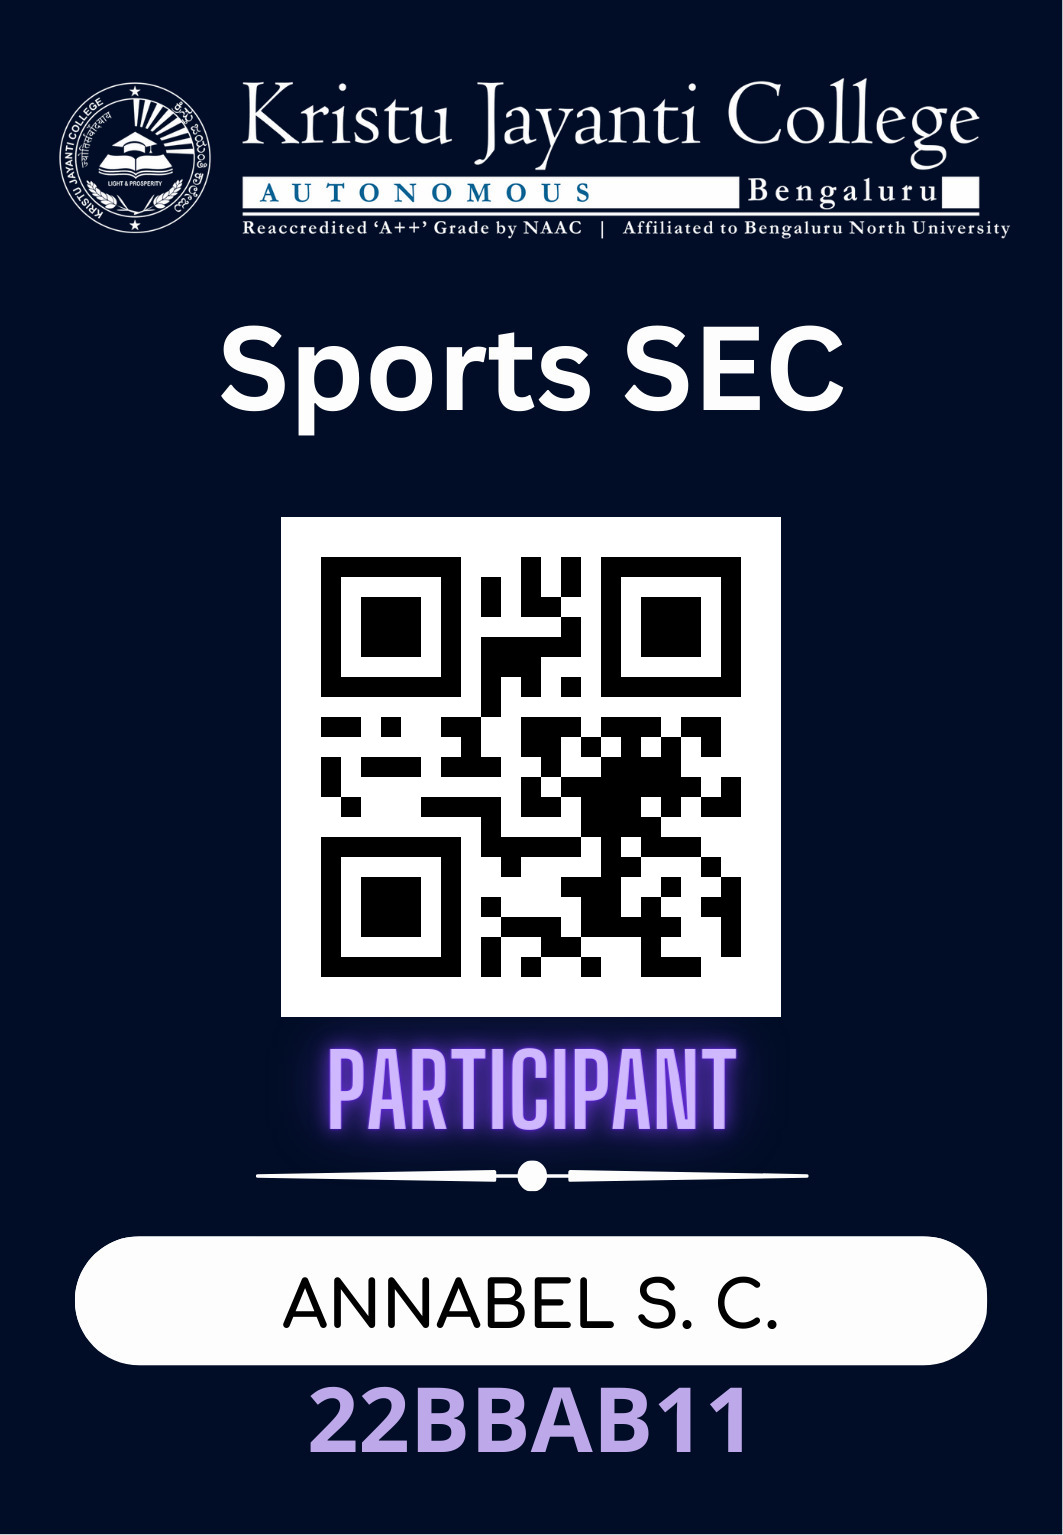 Kristu Jayanti College
AUTONOMOUS Bengaluru
Reaccredited ‘A++’ Grade by NAAC | Affiliated to Bengaluru North University
KRISTU JAYANTI COLLEGE
LIGHT & PROSPERITY
Sports SEC
PARTICIPANT
ANNABEL S. C.
22BBAB11